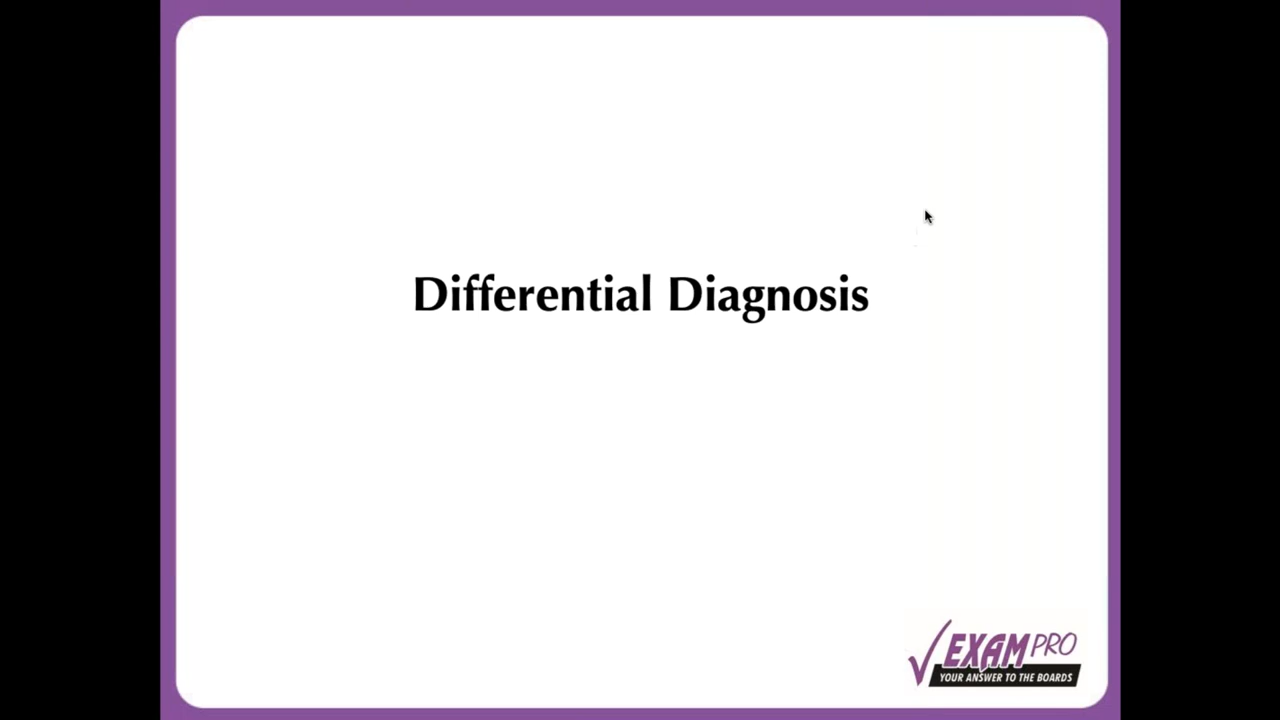 Differential Diagnosis
EXAM PRO
YOUR ANSWER TO THE BOARDS